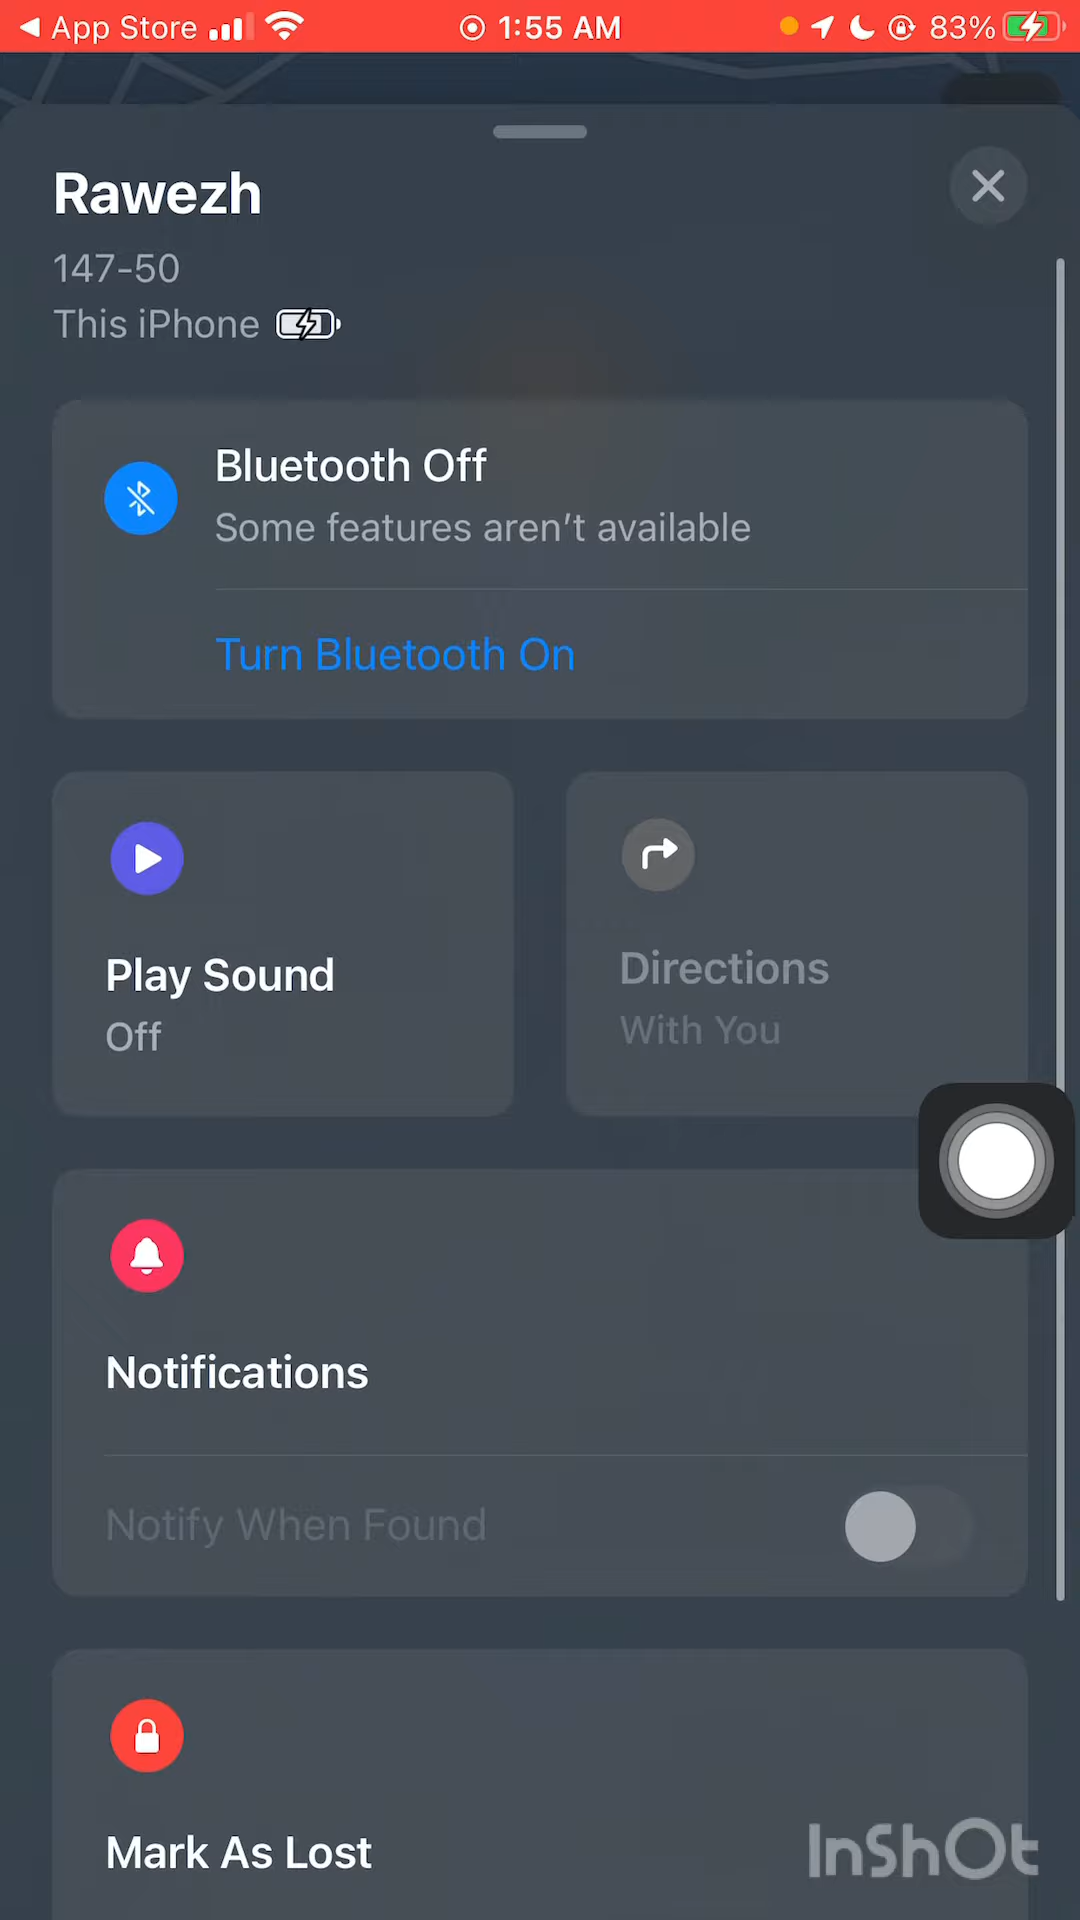 App Store 1:55 AM 83%
Rawezh
147-50
This iPhone
Bluetooth Off
Some features aren't available
Turn Bluetooth On
Play Sound
Off
Directions
With You
Notifications
Notify When Found
Mark As Lost
InShOt